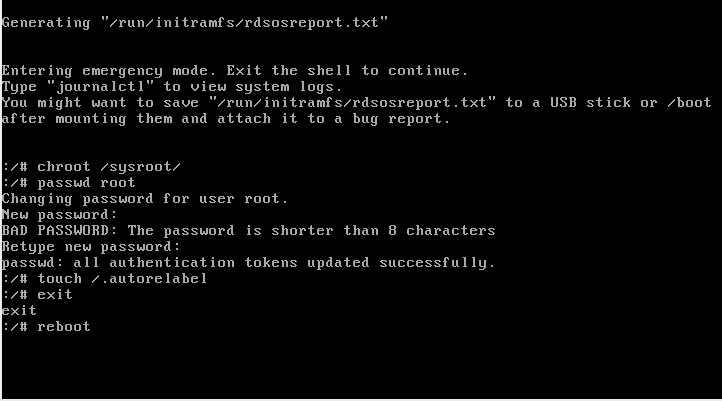 Generating "/run/initramfs/rdsosreport.txt"
Entering emergency mode. Exit the shell to continue.
Type "journalctl" to view system logs.
You might want to save "/run/initramfs/rdsosreport.txt" to a USB stick or /boot
after mounting them and attach it to a bug report.
:/# chroot /sysroot/
:/# passwd root
Changing password for user root.
New password:
BAD PASSWORD: The password is shorter than 8 characters
Retype new password:
passwd: all authentication tokens updated successfully.
:/# touch /.autorelabel
:/# exit
exit
:/# reboot